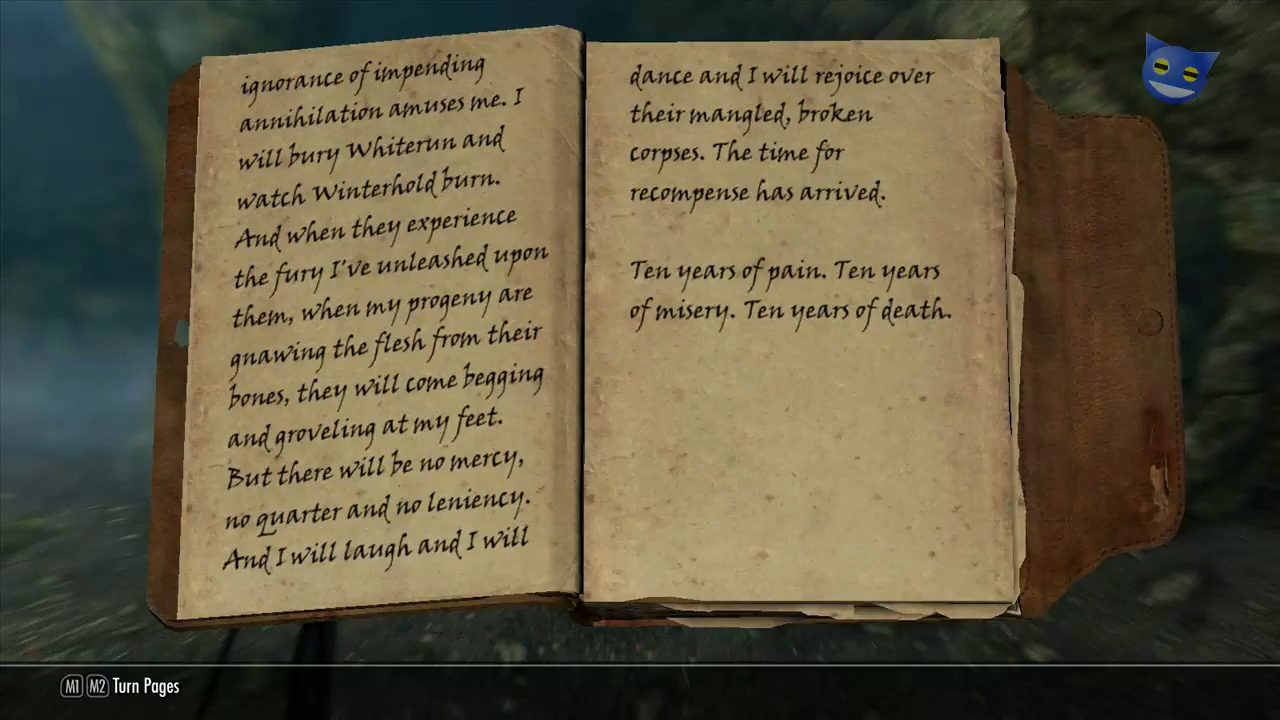 ignorance of impending
annihilation amuses me. I
will bury Whiterun and
watch Winterhold burn.
And when they experience
the fury I've unleashed upon
them, when my progeny are
gnawing the flesh from their
bones, they will come begging
and groveling at my feet.
But there will be no mercy,
no quarter and no leniency.
And I will laugh and I will
dance and I will rejoice over
their mangled, broken
corpses. The time for
recompense has arrived.
Ten years of pain. Ten years
of misery. Ten years of death.
M1 M2 Turn Pages